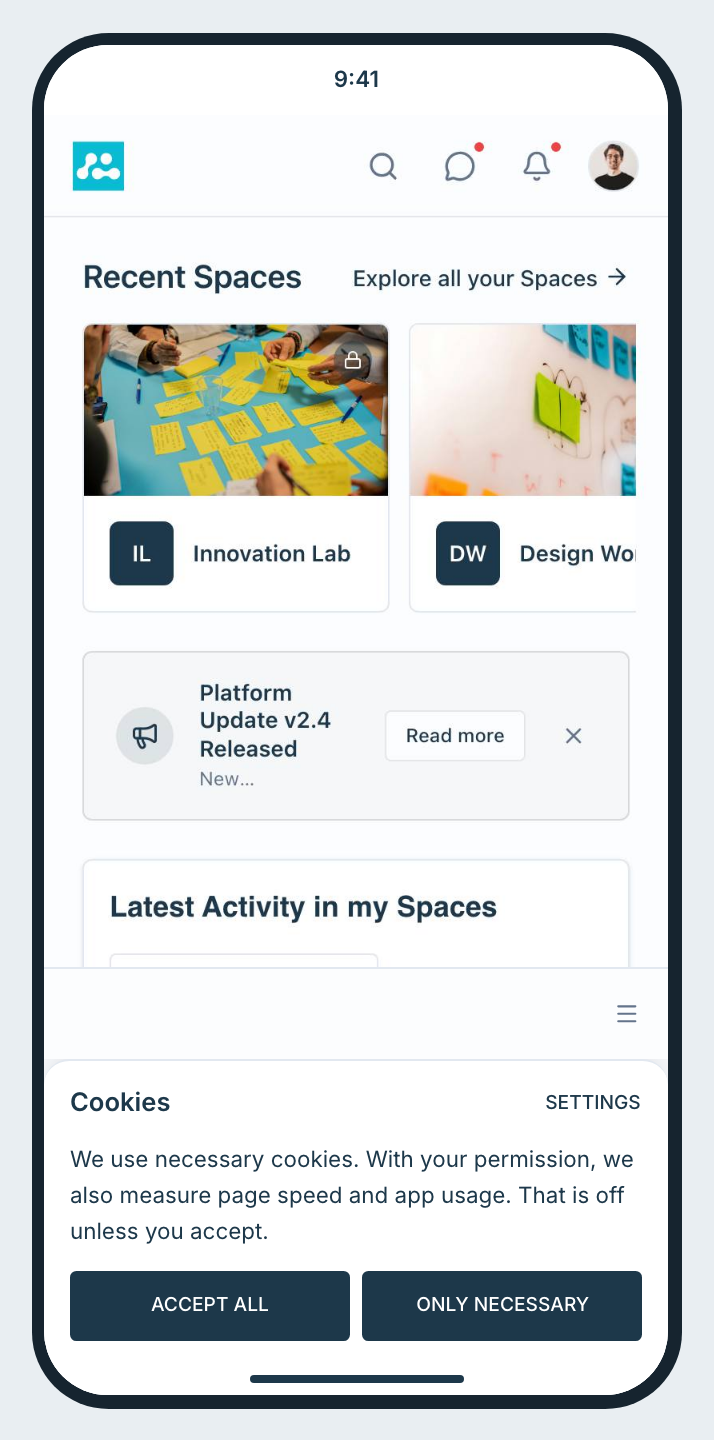 9:41
Recent Spaces
Explore all your Spaces →
IL
Innovation Lab
DW
Design Wor
Platform
Update v2.4
Released
New...
Read more
Latest Activity in my Spaces
Cookies
SETTINGS
We use necessary cookies. With your permission, we
also measure page speed and app usage. That is off
unless you accept.
ACCEPT ALL
ONLY NECESSARY